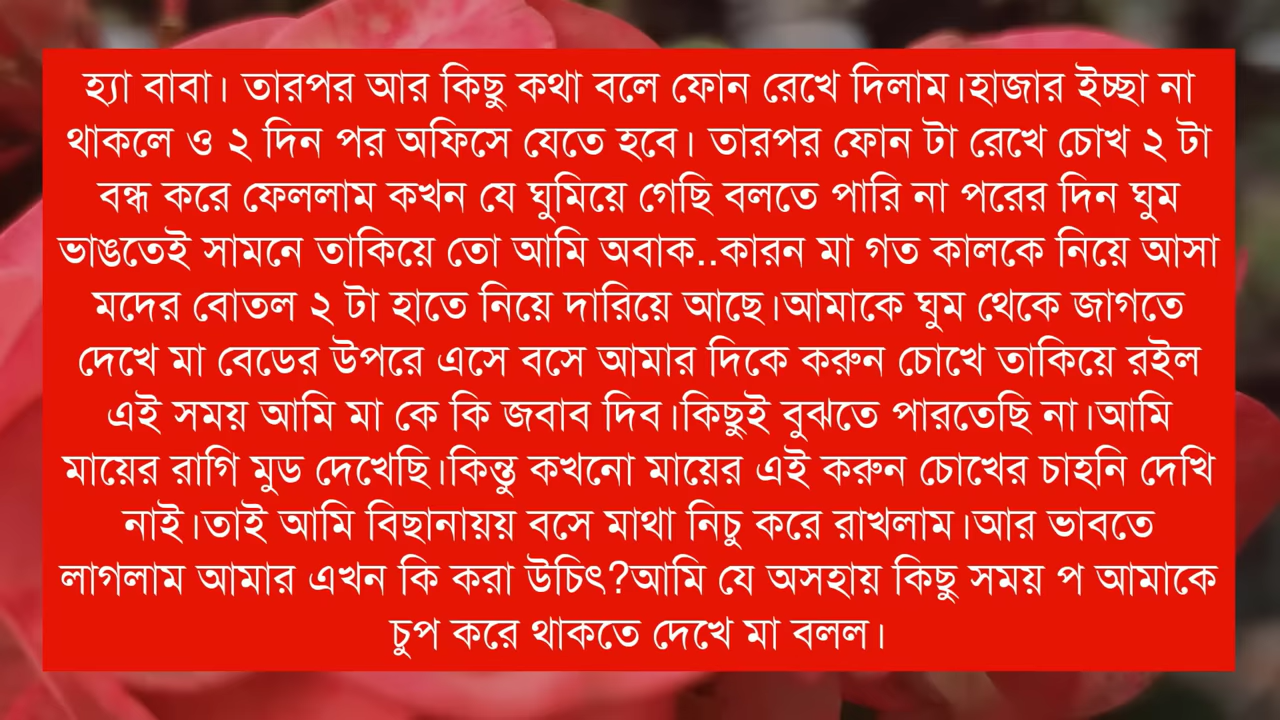 হ্যা বাবা। তারপর আর কিছু কথা বলে ফোন রেখে দিলাম।হাজার ইচ্ছা না
থাকলে ও ২ দিন পর অফিসে যেতে হবে। তারপর ফোন টা রেখে চোখ ২ টা
বন্ধ করে ফেললাম কখন যে ঘুমিয়ে গেছি বলতে পারি না পরের দিন ঘুম
ভাঙতেই সামনে তাকিয়ে তো আমি অবাক..কারন মা গত কালকে নিয়ে আসা
মদের বোতল ২ টা হাতে নিয়ে দারিয়ে আছে।আমাকে ঘুম থেকে জাগতে
দেখে মা বেডের উপরে এসে বসে আমার দিকে করুন চোখে তাকিয়ে রইল
এই সময় আমি মা কে কি জবাব দিব।কিছুই বুঝতে পারতেছি না।আমি
মায়ের রাগি মুড দেখেছি।কিন্তু কখনো মায়ের এই করুন চোখের চাহনি দেখি
নাই।তাই আমি বিছানায়য় বসে মাথা নিচু করে রাখলাম।আর ভাবতে
লাগলাম আমার এখন কি করা উচিৎ?আমি যে অসহায় কিছু সময় প আমাকে
চুপ করে থাকতে দেখে মা বলল।